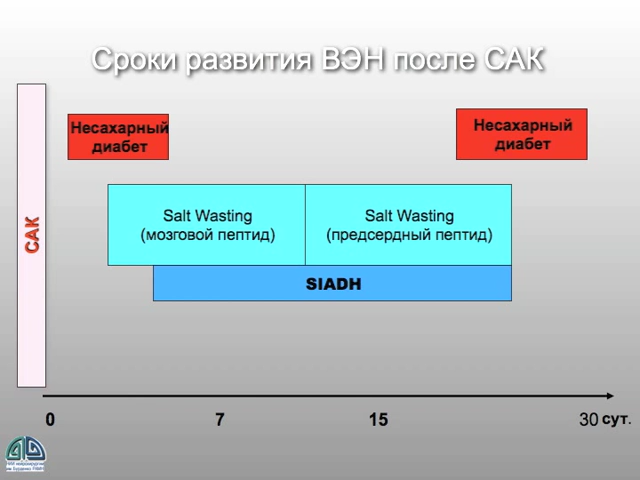 Сроки развития ВЭН после САК
САК
Несахарный
диабет
Несахарный
диабет
Salt Wasting
(мозговой пептид)
Salt Wasting
(предсердный пептид)
SIADH
0 7 15 30 сут.